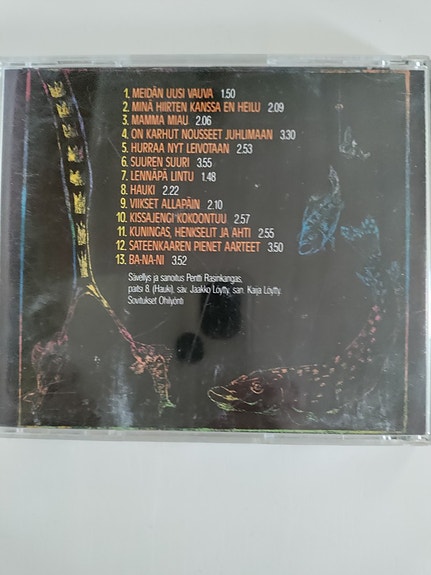 1. MEIDÄN UUSI VAUVA 1.50
2. MINÄ HIIRTEN KANSSA EN HEILU 2.09
3. MAMMA MIAU 2.06
4. ON KARHUT NOUSSEET JUHLIMAAN 3.30
5. HURRAA NYT LEIVOTAAN 2.53
6. SUUREN SUURI 3.55
7. LENNÄPÄ LINTU 1.48
8. HAUKI 2.22
9. VIIKSET ALLAPÄIN 2.10
10. KISSAJENGI KOKOONTUU 2.57
11. KUNINGAS, HENKSELIT JA AHTI 2.55
12. SATEENKAAREN PIENET AARTEET 3.50
13. BA-NA-NI 3.52
Sävellys ja sanoitus Pentti Rasinkangas,
paitsi 8. (Hauki), säv. Jaakko Löytty, san. Kaija Löytty.
Sovitukset Ohilyönti